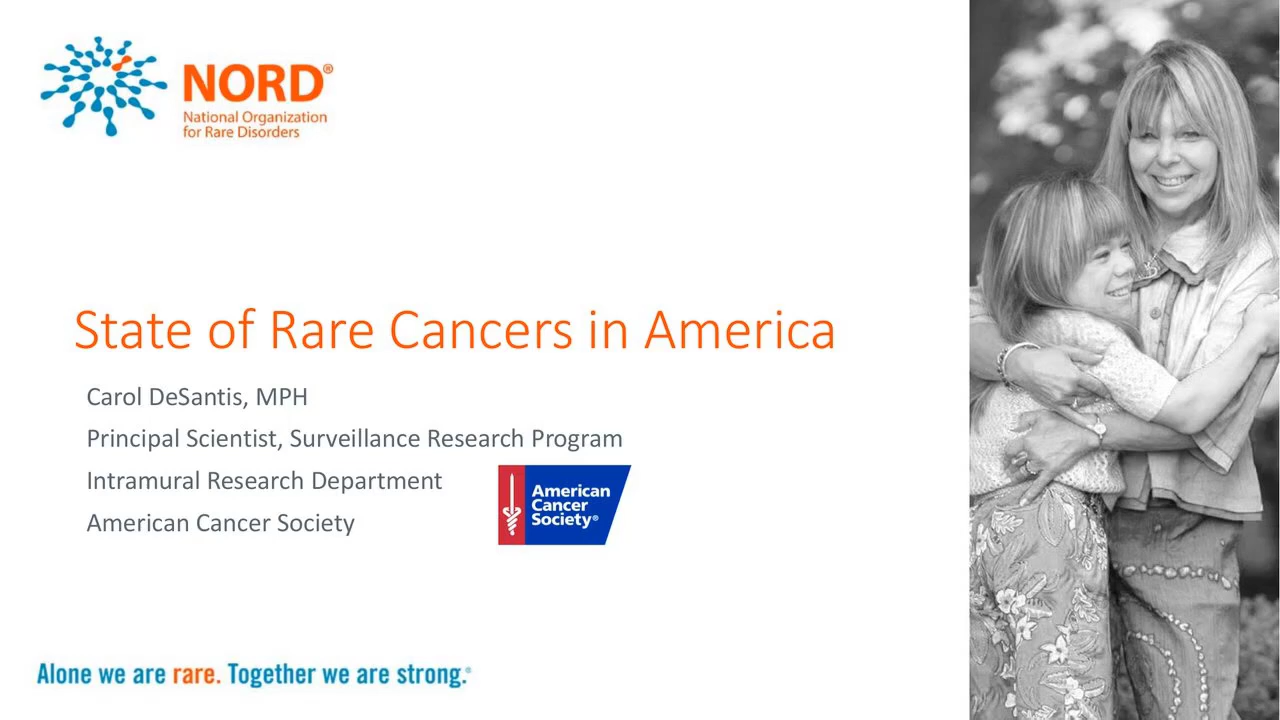 NORD®
National Organization
for Rare Disorders
State of Rare Cancers in America
Carol DeSantis, MPH
Principal Scientist, Surveillance Research Program
Intramural Research Department
American Cancer Society
American
Cancer
Society®
Alone we are rare. Together we are strong.®